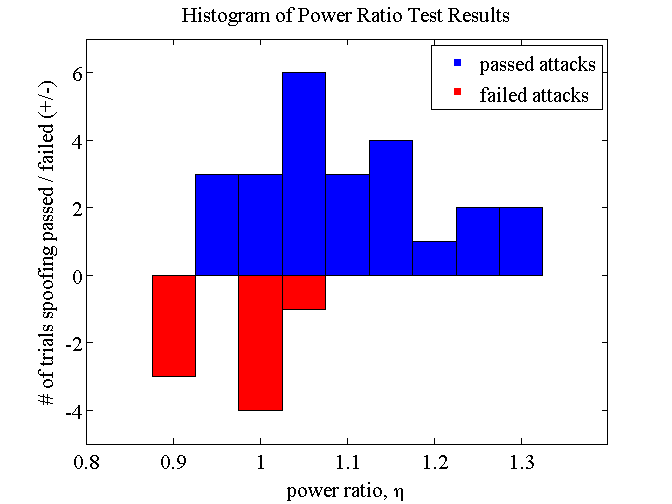 Histogram of Power Ratio Test Results
# of trials spoofing passed / failed (+/-)
6
4
2
0
-2
-4
passed attacks
failed attacks
0.8 0.9 1 1.1 1.2 1.3
power ratio, η